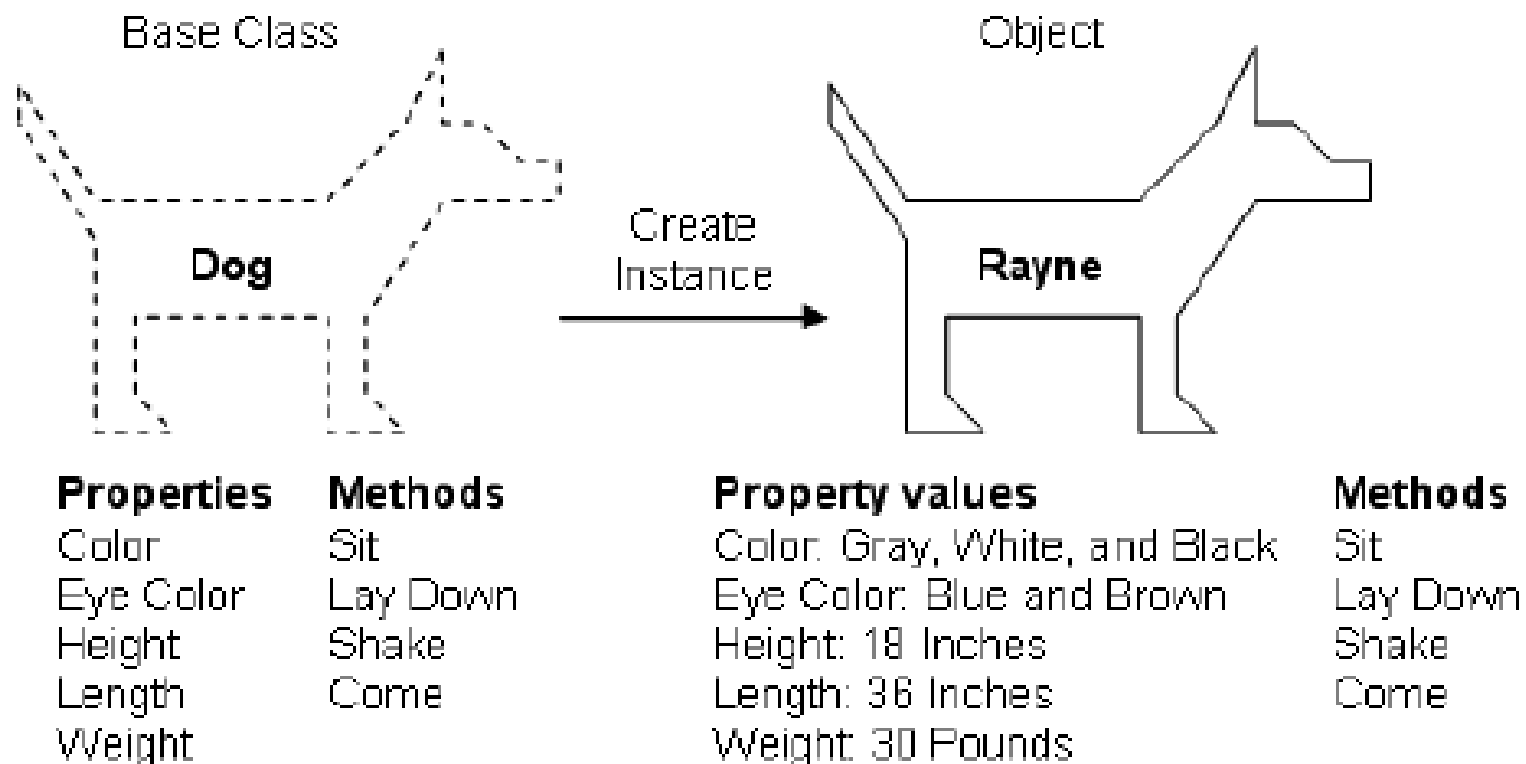 Base Class
Object
Dog
Create
Instance
Rayne
Properties
Color
Eye Color
Height
Length
Weight
Methods
Sit
Lay Down
Shake
Come
Property values
Color: Gray, White, and Black
Eye Color: Blue and Brown
Height: 18 Inches
Length: 36 Inches
Weight: 30 Pounds
Methods
Sit
Lay Down
Shake
Come